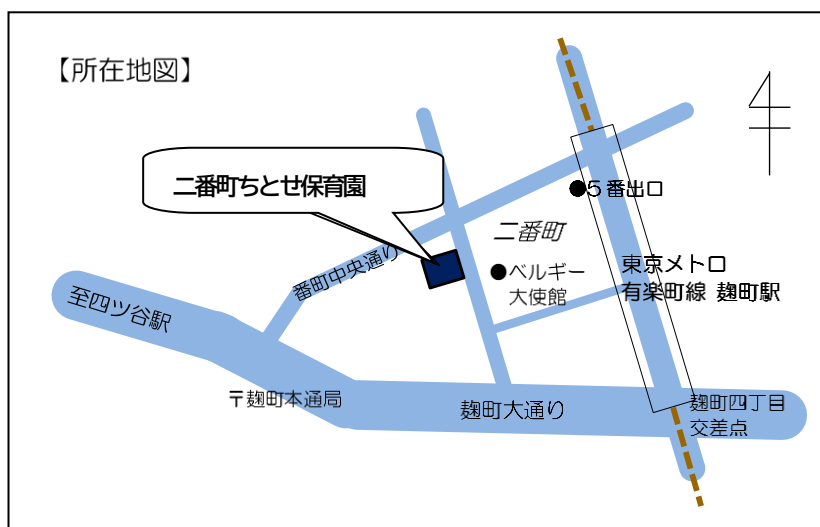 【所在地図】
二番町ちとせ保育園
●5番出口
二番町
番町中央通り
●ベルギー
大使館
東京メトロ
有楽町線 麹町駅
至四ツ谷駅
〒麹町本通局
麹町大通り
麹町四丁目
交差点